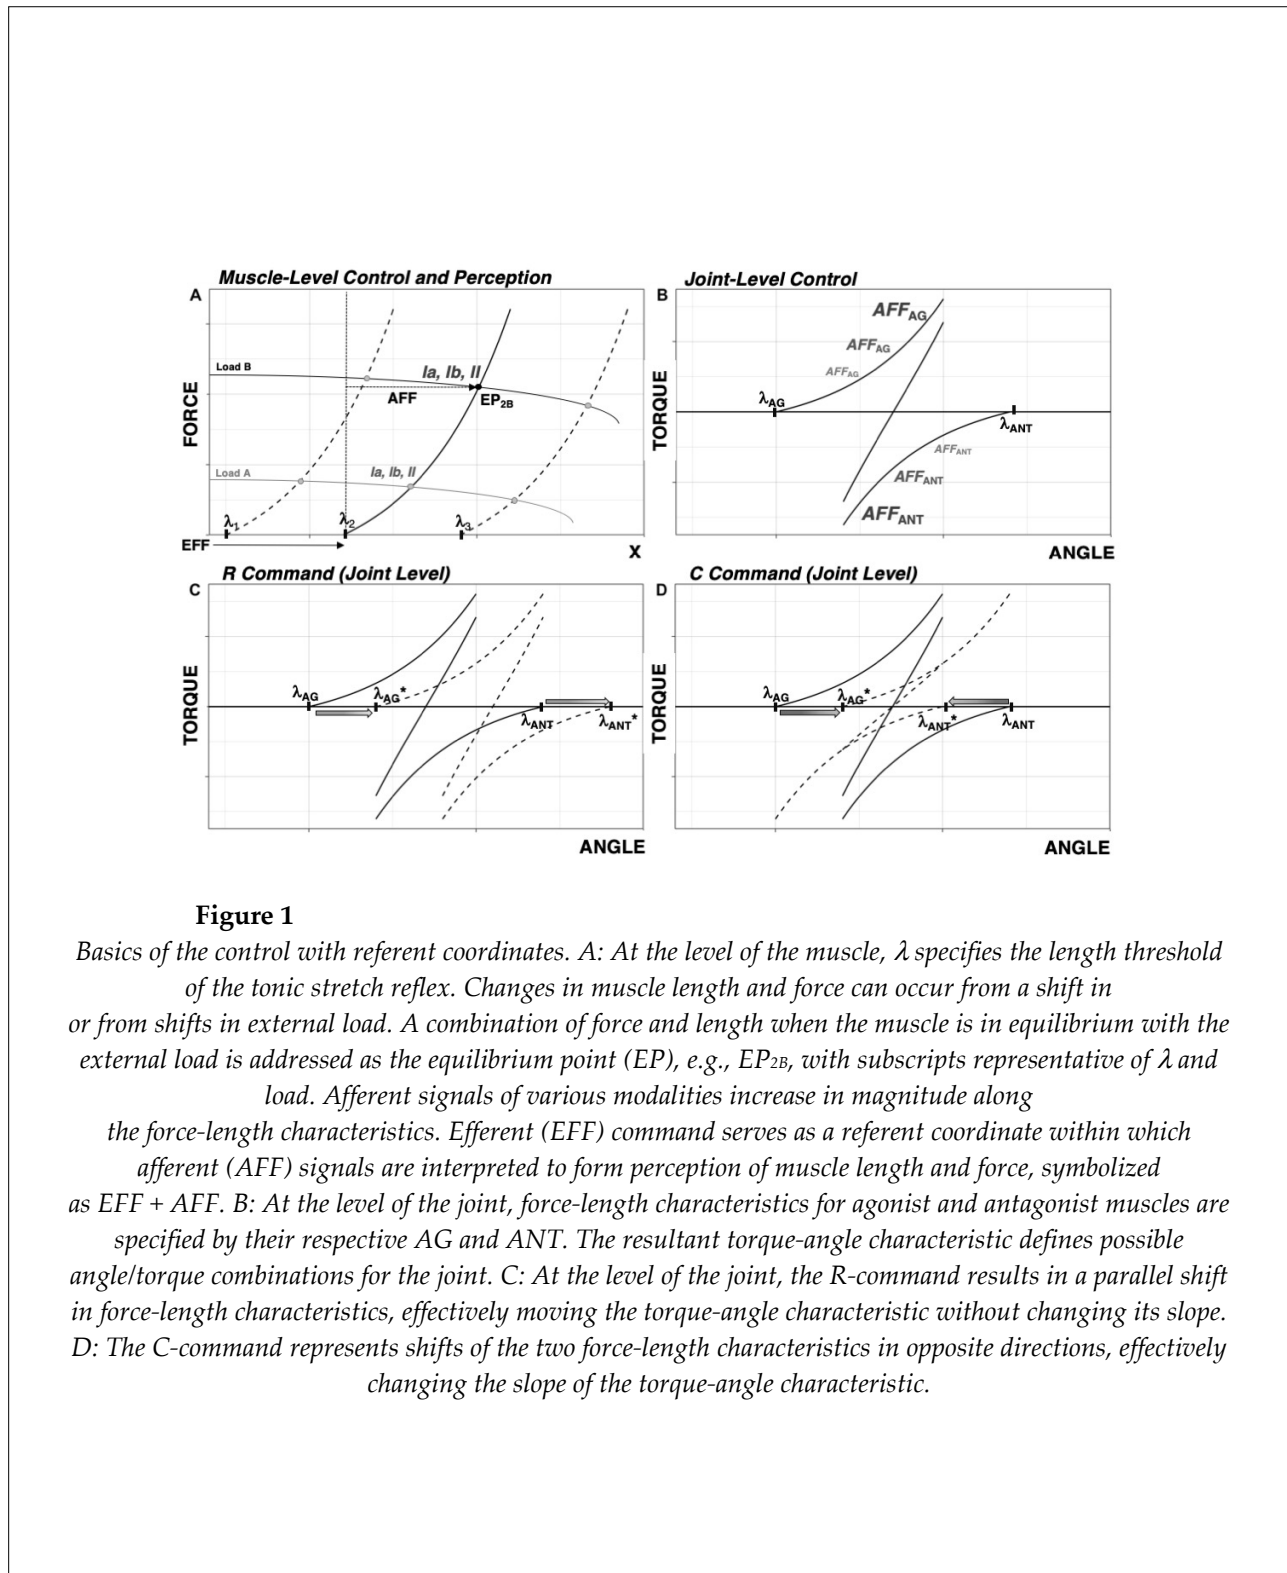 Muscle-Level Control and Perception
A
Load B
Ia, Ib, II
AFF
EP2B
FORCE
Load A
Ia, Ib, II
λ1
λ2
λ3
EFF
X
Joint-Level Control
B
AFFAG
AFFAG
AFFAG
λAG
λANT
TORQUE
AFFANT
AFFANT
AFFANT
ANGLE
R Command (Joint Level)
C
TORQUE
λAG
λAG*
λANT
λANT*
ANGLE
C Command (Joint Level)
D
TORQUE
λAG
λAG*
λANT*
λANT
ANGLE
Figure 1
Basics of the control with referent coordinates. A: At the level of the muscle, λ specifies the length threshold
of the tonic stretch reflex. Changes in muscle length and force can occur from a shift in
or from shifts in external load. A combination of force and length when the muscle is in equilibrium with the
external load is addressed as the equilibrium point (EP), e.g., EP2B, with subscripts representative of λ and
load. Afferent signals of various modalities increase in magnitude along
the force-length characteristics. Efferent (EFF) command serves as a referent coordinate within which
afferent (AFF) signals are interpreted to form perception of muscle length and force, symbolized
as EFF + AFF. B: At the level of the joint, force-length characteristics for agonist and antagonist muscles are
specified by their respective AG and ANT. The resultant torque-angle characteristic defines possible
angle/torque combinations for the joint. C: At the level of the joint, the R-command results in a parallel shift
in force-length characteristics, effectively moving the torque-angle characteristic without changing its slope.
D: The C-command represents shifts of the two force-length characteristics in opposite directions, effectively
changing the slope of the torque-angle characteristic.